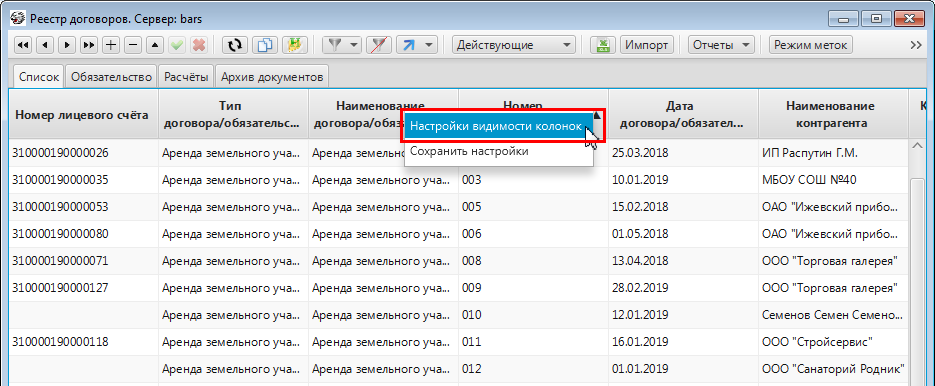 Реестр договоров. Сервер: bars
Действующие Импорт Отчеты Режим меток
Список Обязательство Расчёты Архив документов
Номер лицевого счёта Тип договора/обязательс... Наименование договора/обяза Номер Дата договора/обязател... Наименование контрагента К
Настройки видимости колонок
Сохранить настройки
310000190000026 Аренда земельного уча... Аренда земельного 25.03.2018 ИП Распутин Г.М.
310000190000035 Аренда земельного уча... Аренда земельного уча... 003 10.01.2019 МБОУ СОШ №40
310000190000053 Аренда земельного уча... Аренда земельного уча... 005 15.02.2018 ОАО "Ижевский прибо...
310000190000080 Аренда земельного уча... Аренда земельного уча... 006 01.05.2018 ОАО "Ижевский прибо...
310000190000071 Аренда земельного уча... Аренда земельного уча... 008 13.04.2018 ООО "Торговая галерея"
310000190000127 Аренда земельного уча... Аренда земельного уча... 009 28.02.2019 ООО "Торговая галерея"
Аренда земельного уча... Аренда земельного уча... 010 12.01.2019 Семенов Семен Семено...
310000190000118 Аренда земельного уча... Аренда земельного уча... 011 16.01.2019 ООО "Стройсервис"
Аренда земельного уча... Аренда земельного уча... 012 01.01.2019 ООО "Санаторий Родник"